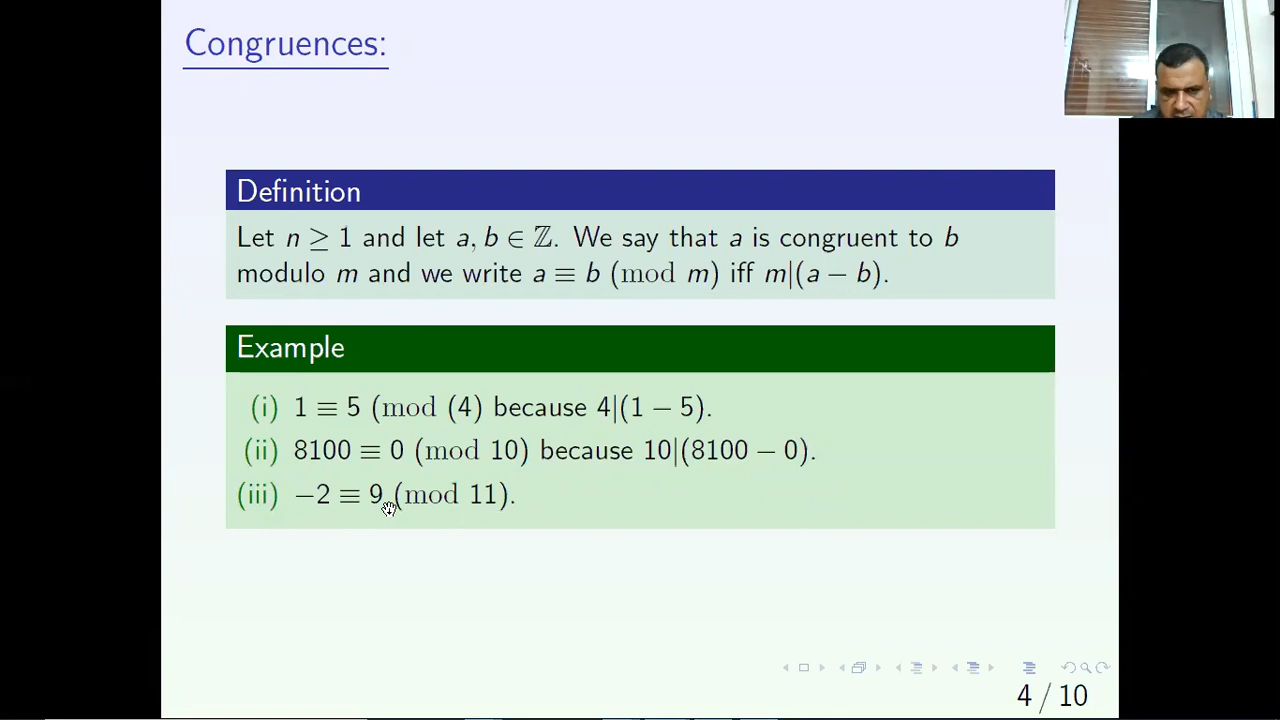 Congruences:
Definition
Let n ≥ 1 and let a, b ∈ ℤ. We say that a is congruent to b
modulo m and we write a ≡ b (mod m) iff m|(a − b).
Example
(i) 1 ≡ 5 (mod (4) because 4|(1 − 5).
(ii) 8100 ≡ 0 (mod 10) because 10|(8100 − 0).
(iii) −2 ≡ 9 (mod 11).
4 / 10